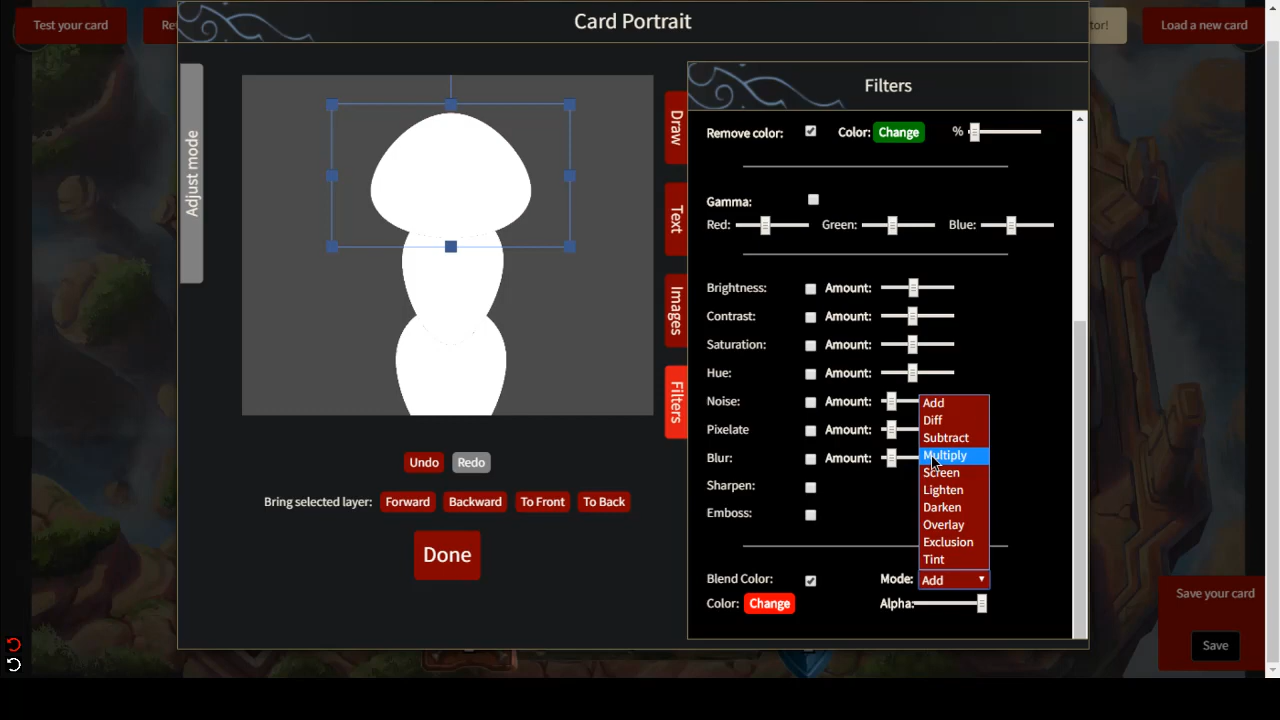 Test your card
Re
Card Portrait
tor!
Load a new card
Adjust mode
Draw
Text
Images
Filters
Filters
Remove color: Color: Change %
Gamma:
Red: Green: Blue:
Brightness: Amount:
Contrast: Amount:
Saturation: Amount:
Hue: Amount:
Noise: Amount:
Pixelate Amount:
Blur: Amount:
Sharpen:
Emboss:
Add
Diff
Subtract
Multiply
Screen
Lighten
Darken
Overlay
Exclusion
Tint
Blend Color: Mode: Add
Color: Change Alpha:
Undo Redo
Bring selected layer: Forward Backward To Front To Back
Done
Save your card
Save